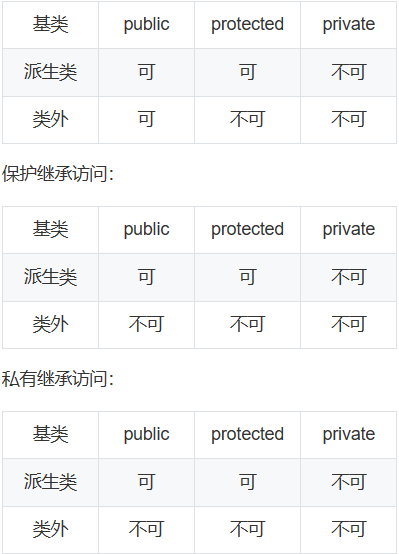 基类 public protected private
派生类 可 可 不可
类外 可 不可 不可
保护继承访问：
基类 public protected private
派生类 可 可 不可
类外 不可 不可 不可
私有继承访问：
基类 public protected private
派生类 可 可 不可
类外 不可 不可 不可